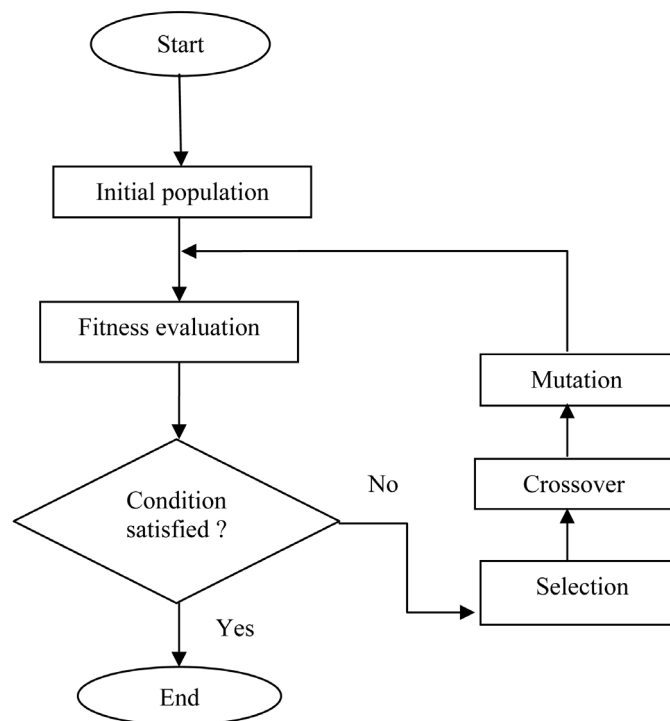 Start
Initial population
Fitness evaluation
Condition
satisfied ?
No
Yes
End
Mutation
Crossover
Selection